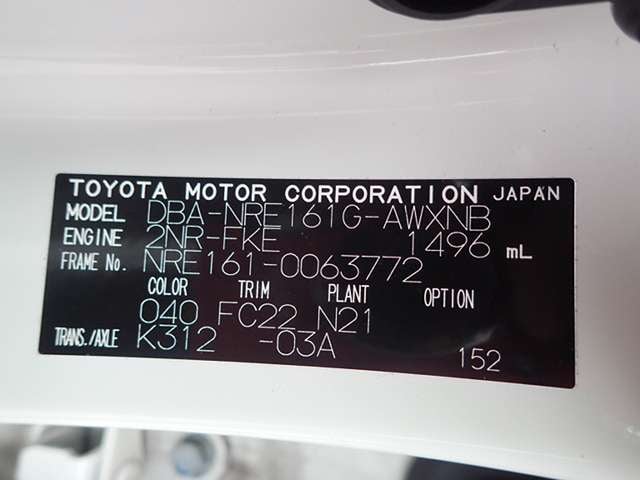 TOYOTA MOTOR CORPORATION JAPAN
MODEL DBA-NRE161G-AWXNB
ENGINE 2NR-FKE 1496 mL
FRAME No. NRE161-0063772
COLOR TRIM PLANT OPTION
040 FC22 N21
TRANS./AXLE K312 -03A
152